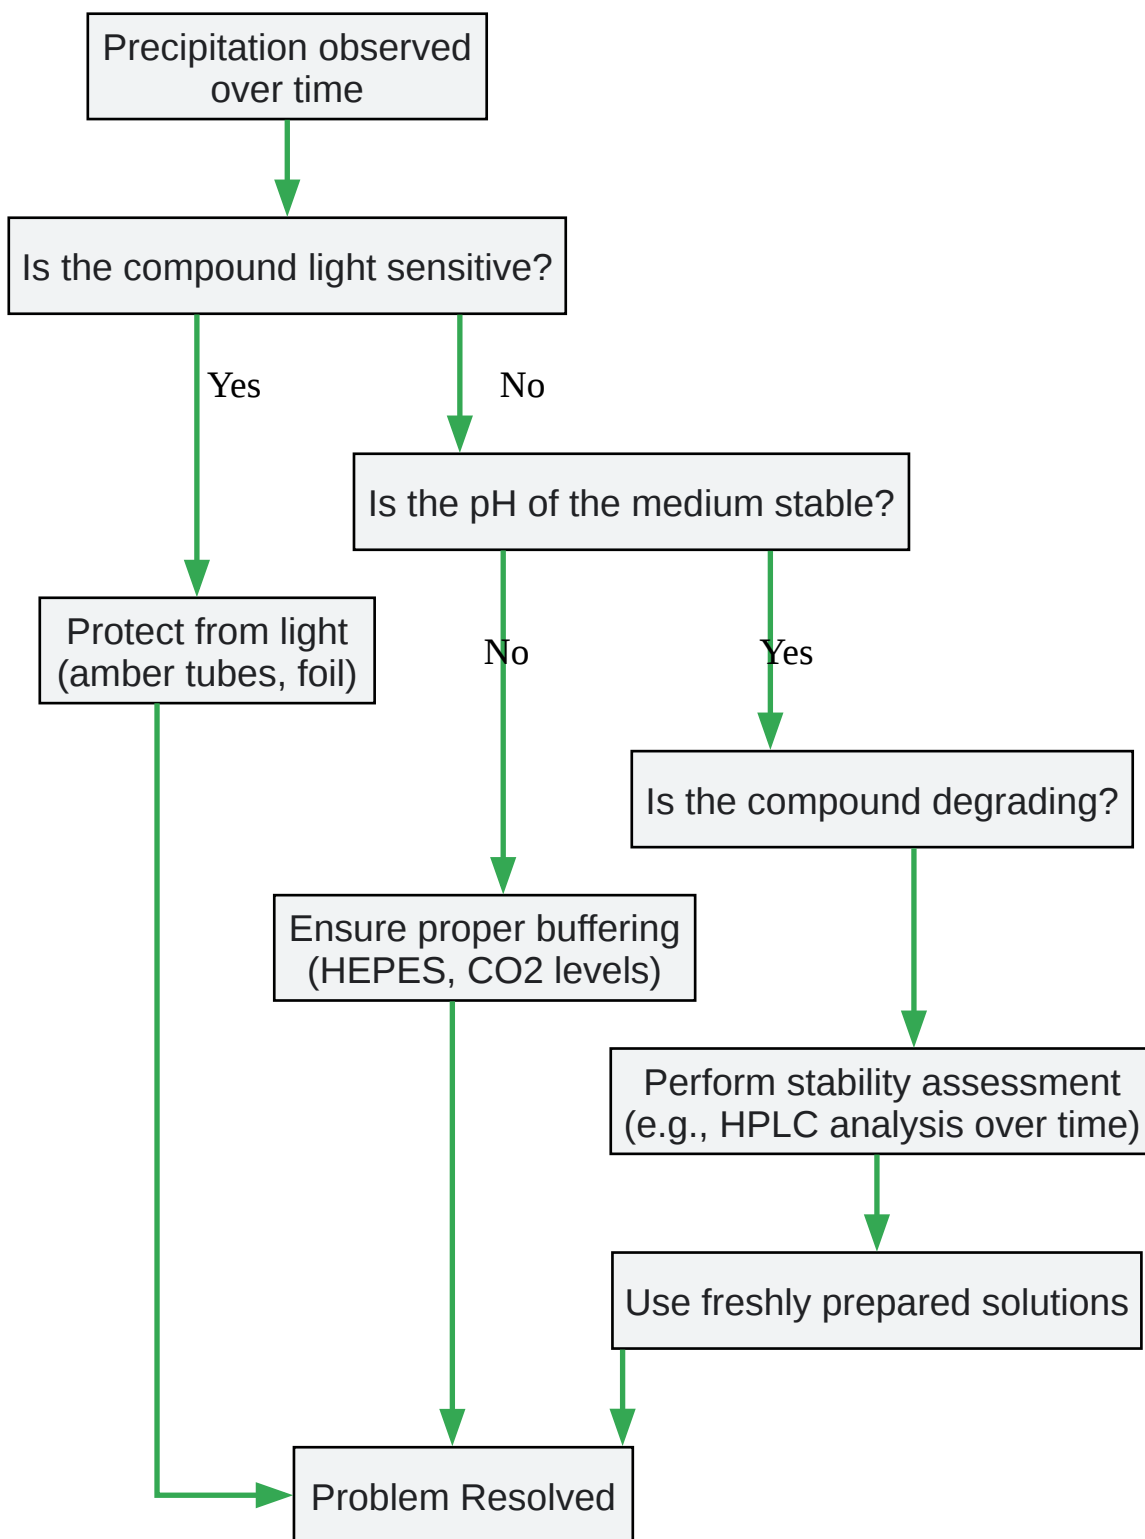 Precipitation observed
over time
Is the compound light sensitive?
Yes
No
Is the pH of the medium stable?
Protect from light
(amber tubes, foil)
No
Yes
Is the compound degrading?
Ensure proper buffering
(HEPES, CO2 levels)
Perform stability assessment
(e.g., HPLC analysis over time)
Use freshly prepared solutions
Problem Resolved